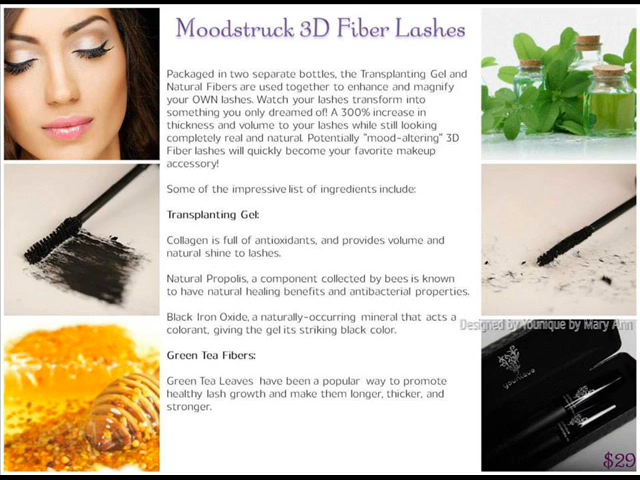 Moodstruck 3D Fiber Lashes
Packaged in two separate bottles, the Transplanting Gel and
Natural Fibers are used together to enhance and magnify
your OWN lashes. Watch your lashes transform into
something you only dreamed of! A 300% increase in
thickness and volume to your lashes while still looking
completely real and natural. Potentially "mood-altering" 3D
Fiber lashes will quickly become your favorite makeup
accessory!
Some of the impressive list of ingredients include:
Transplanting Gel:
Collagen is full of antioxidants, and provides volume and
natural shine to lashes.
Natural Propolis, a component collected by bees is known
to have natural healing benefits and antibacterial properties.
Black Iron Oxide, a naturally-occurring mineral that acts a
colorant, giving the gel its striking black color.
Designed by Younique by Mary Ann
Green Tea Fibers:
Green Tea Leaves have been a popular way to promote
healthy lash growth and make them longer, thicker, and
stronger.
younique
$29